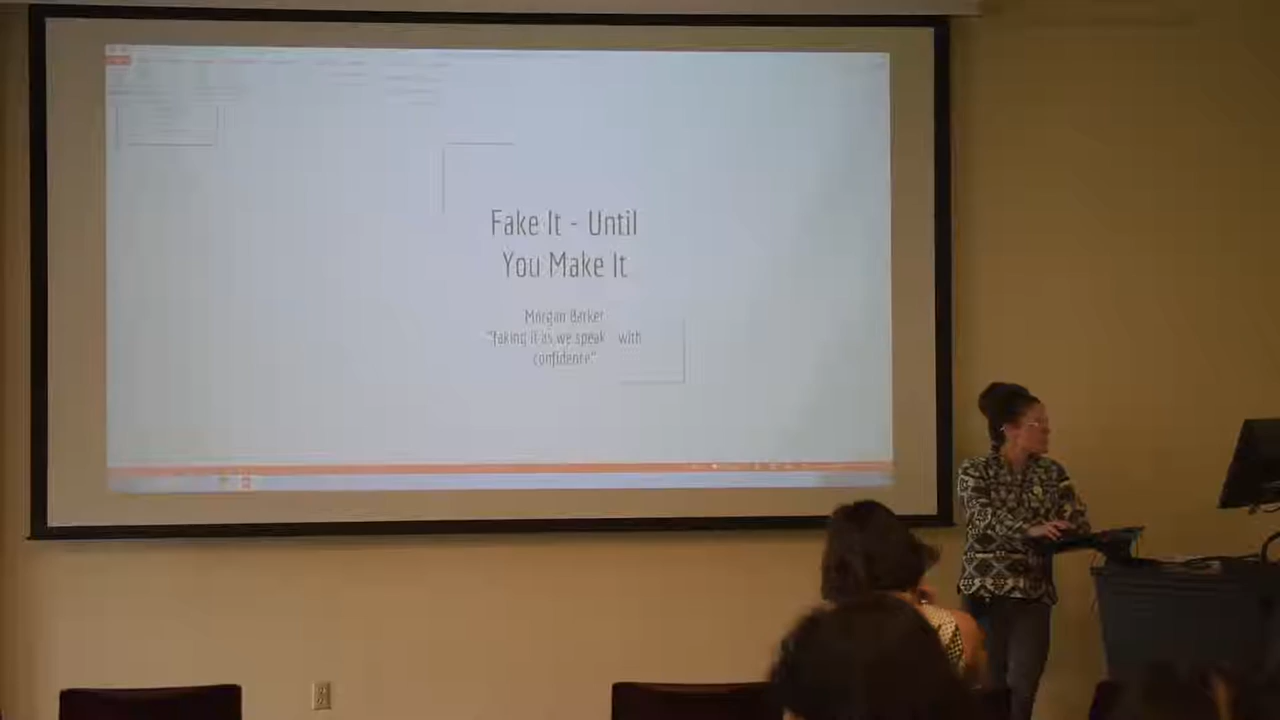 Fake It - Until
You Make It
Morgan Barker
"faking it as we speak - with
confidence"